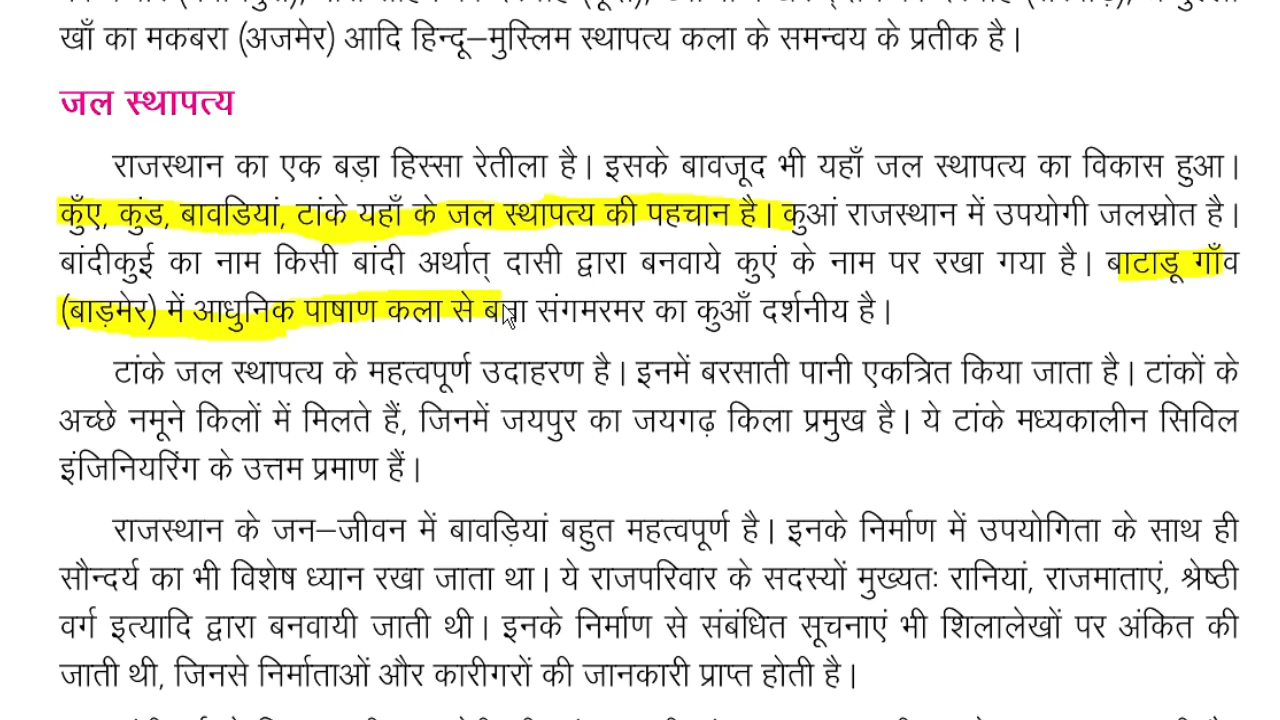 खाँ का मकबरा (अजमेर) आदि हिन्दू–मुस्लिम स्थापत्य कला के समन्वय के प्रतीक है।
जल स्थापत्य
राजस्थान का एक बड़ा हिस्सा रेतीला है। इसके बावजूद भी यहाँ जल स्थापत्य का विकास हुआ।
कुँए, कुंड, बावडियां, टांके यहाँ के जल स्थापत्य की पहचान है। कुआं राजस्थान में उपयोगी जलस्रोत है।
बांदीकुई का नाम किसी बांदी अर्थात् दासी द्वारा बनवाये कुएं के नाम पर रखा गया है। बाटाडू गाँव
(बाड़मेर) में आधुनिक पाषाण कला से बना संगमरमर का कुआँ दर्शनीय है।
टांके जल स्थापत्य के महत्वपूर्ण उदाहरण है। इनमें बरसाती पानी एकत्रित किया जाता है। टांकों के
अच्छे नमूने किलों में मिलते हैं, जिनमें जयपुर का जयगढ़ किला प्रमुख है। ये टांके मध्यकालीन सिविल
इंजिनियरिंग के उत्तम प्रमाण हैं।
राजस्थान के जन–जीवन में बावड़ियां बहुत महत्वपूर्ण है। इनके निर्माण में उपयोगिता के साथ ही
सौन्दर्य का भी विशेष ध्यान रखा जाता था। ये राजपरिवार के सदस्यों मुख्यतः रानियां, राजमाताएं, श्रेष्ठी
वर्ग इत्यादि द्वारा बनवायी जाती थी। इनके निर्माण से संबंधित सूचनाएं भी शिलालेखों पर अंकित की
जाती थी, जिनसे निर्माताओं और कारीगरों की जानकारी प्राप्त होती है।